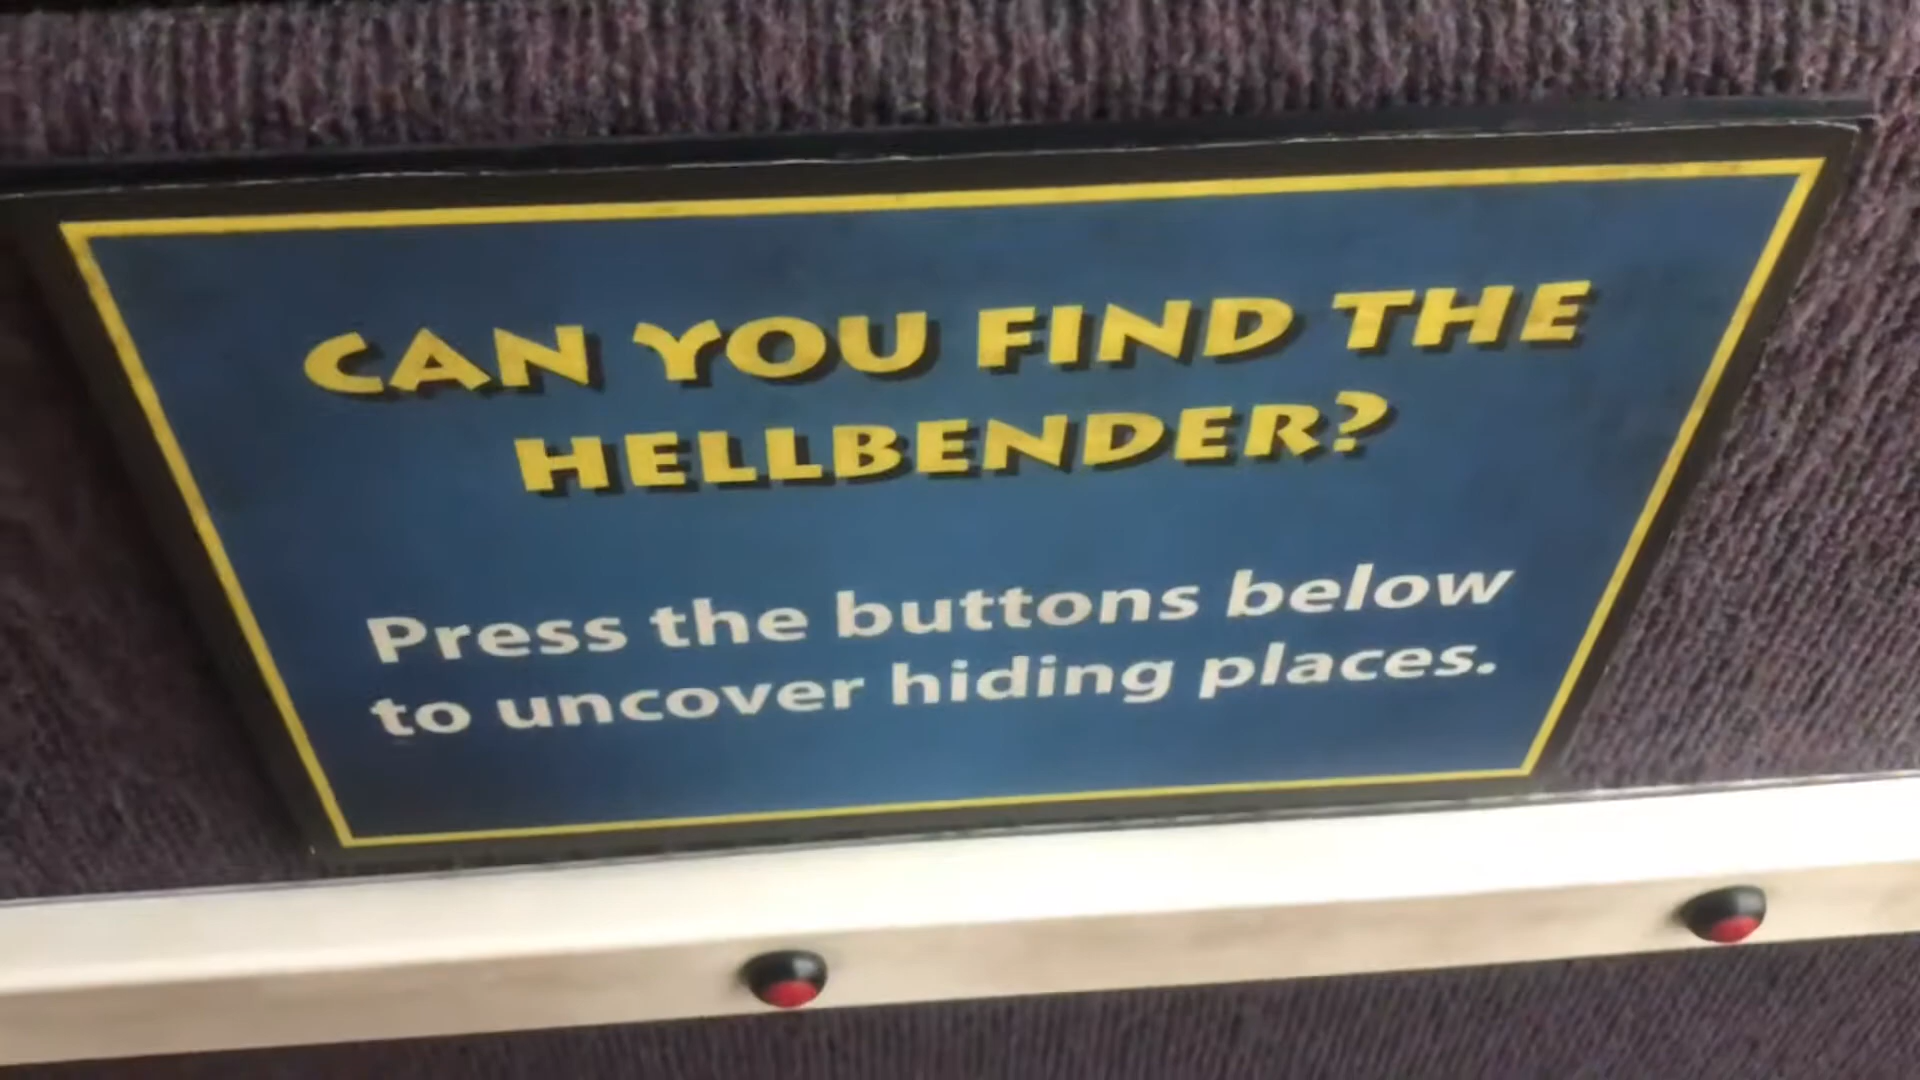 CAN YOU FIND THE
HELLBENDER?
Press the buttons below
to uncover hiding places.